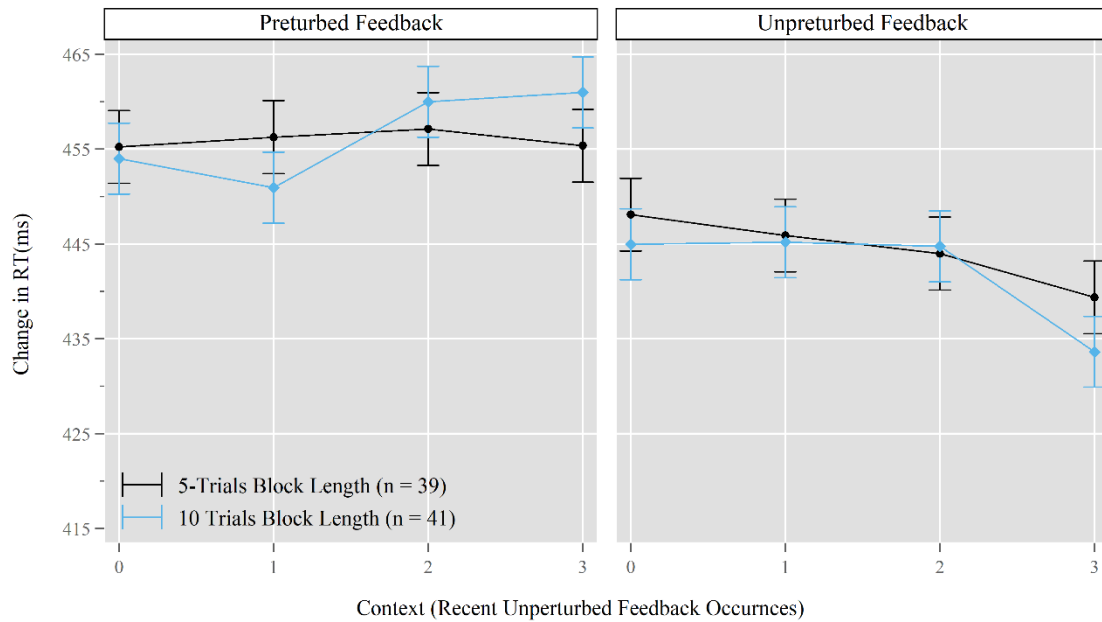 Preturbed Feedback
Unpreturbed Feedback
465
455
445
435
425
415
Change in RT(ms)
5-Trials Block Length (n = 39)
10 Trials Block Length (n = 41)
0 1 2 3
0 1 2 3
Context (Recent Unperturbed Feedback Occurnces)